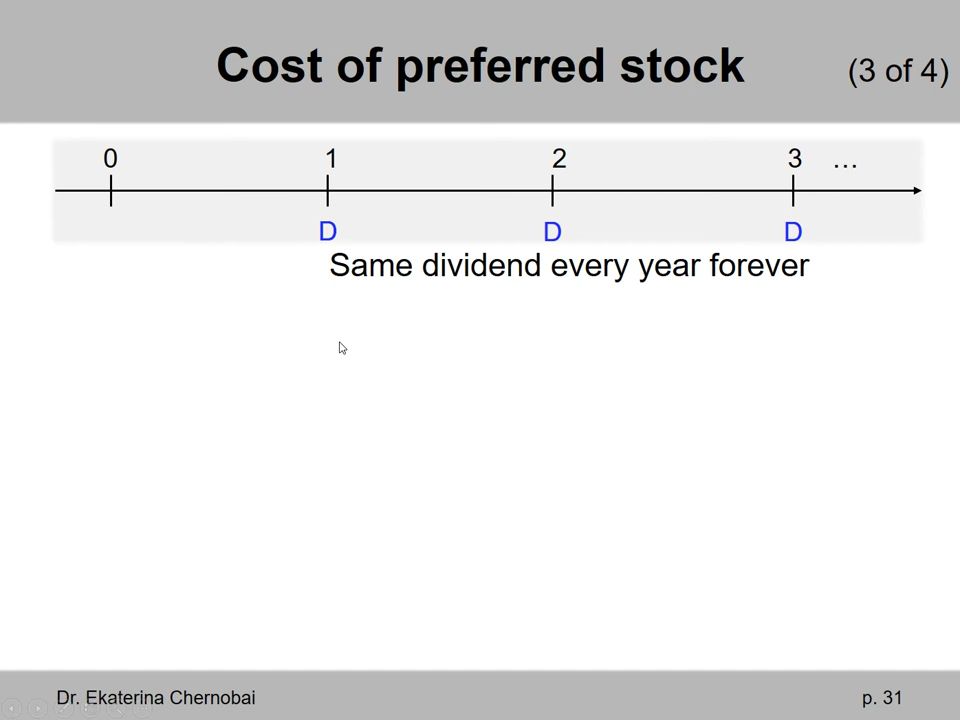 Cost of preferred stock (3 of 4)
0 1 2 3 …
D D D
Same dividend every year forever
Dr. Ekaterina Chernobai p. 31